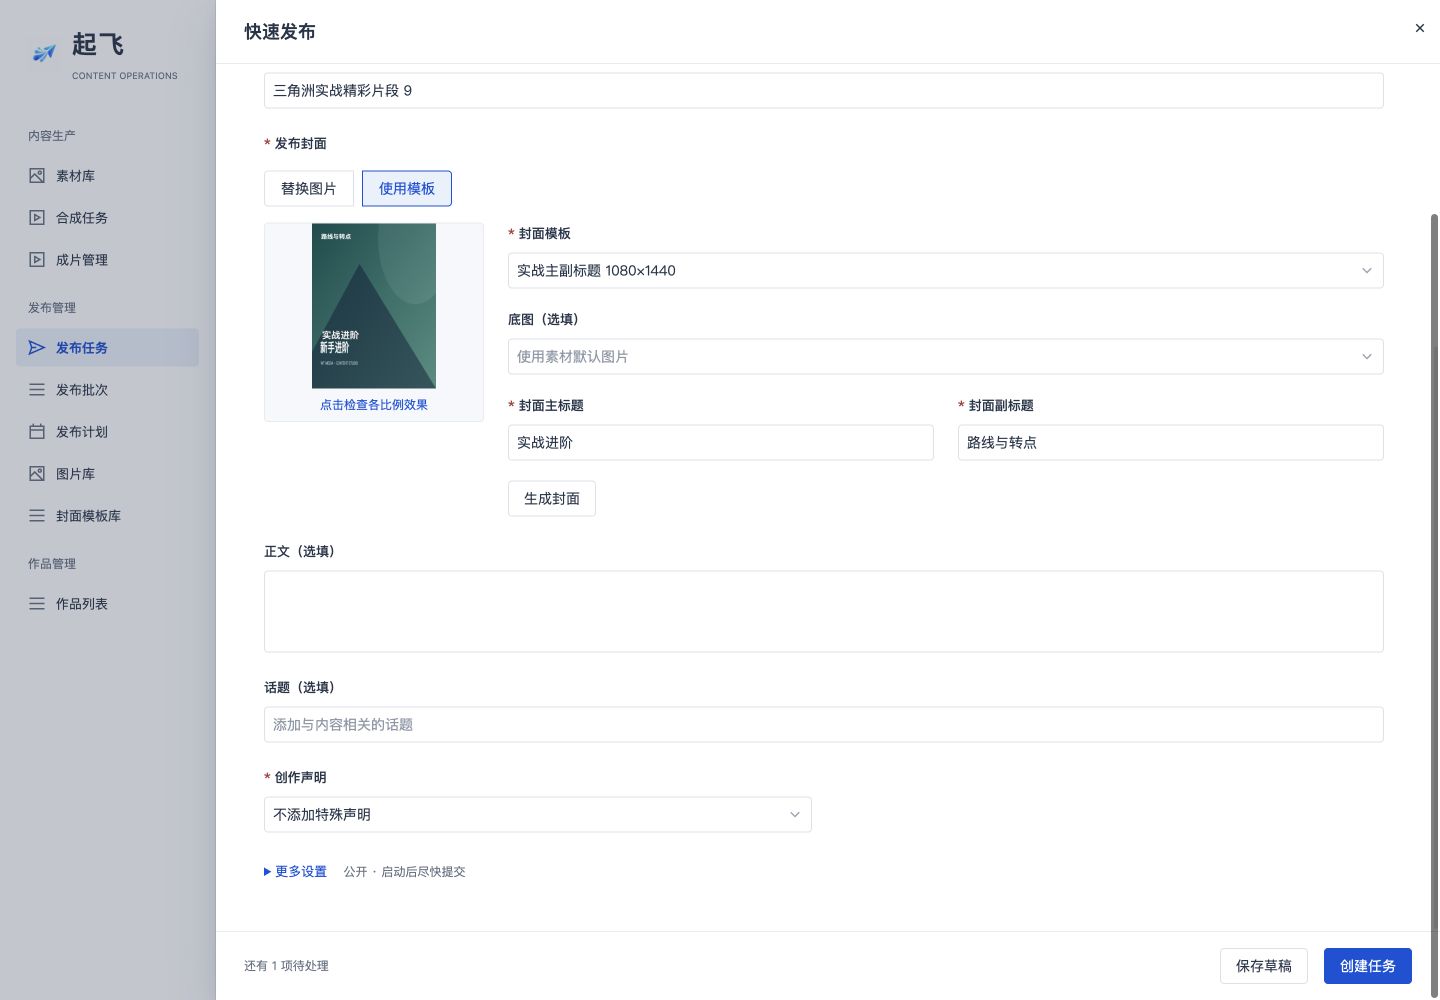 起飞
CONTENT OPERATIONS
内容生产
素材库
合成任务
成片管理
发布管理
发布任务
发布批次
发布计划
图片库
封面模板库
作品管理
作品列表
快速发布
×
三角洲实战精彩片段 9
* 发布封面
替换图片
使用模板
路线与转点
实战进阶
新手进阶
点击检查各比例效果
* 封面模板
实战主副标题 1080×1440
底图（选填）
使用素材默认图片
* 封面主标题
实战进阶
* 封面副标题
路线与转点
生成封面
正文（选填）
话题（选填）
添加与内容相关的话题
* 创作声明
不添加特殊声明
更多设置
公开 · 启动后尽快提交
还有 1 项待处理
保存草稿
创建任务